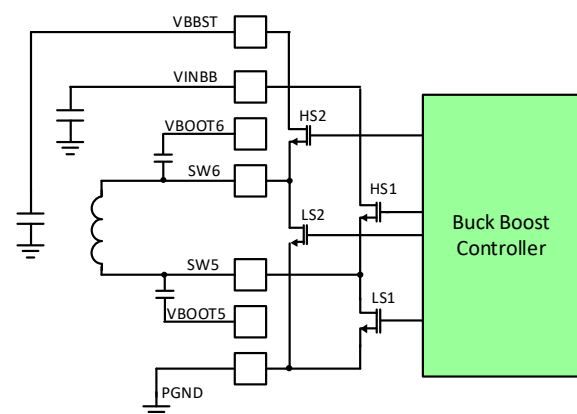 VBBST
VINBB
VBOOT6
HS2
SW6
HS1
LS2
Buck Boost
Controller
SW5
LS1
VBOOT5
PGND